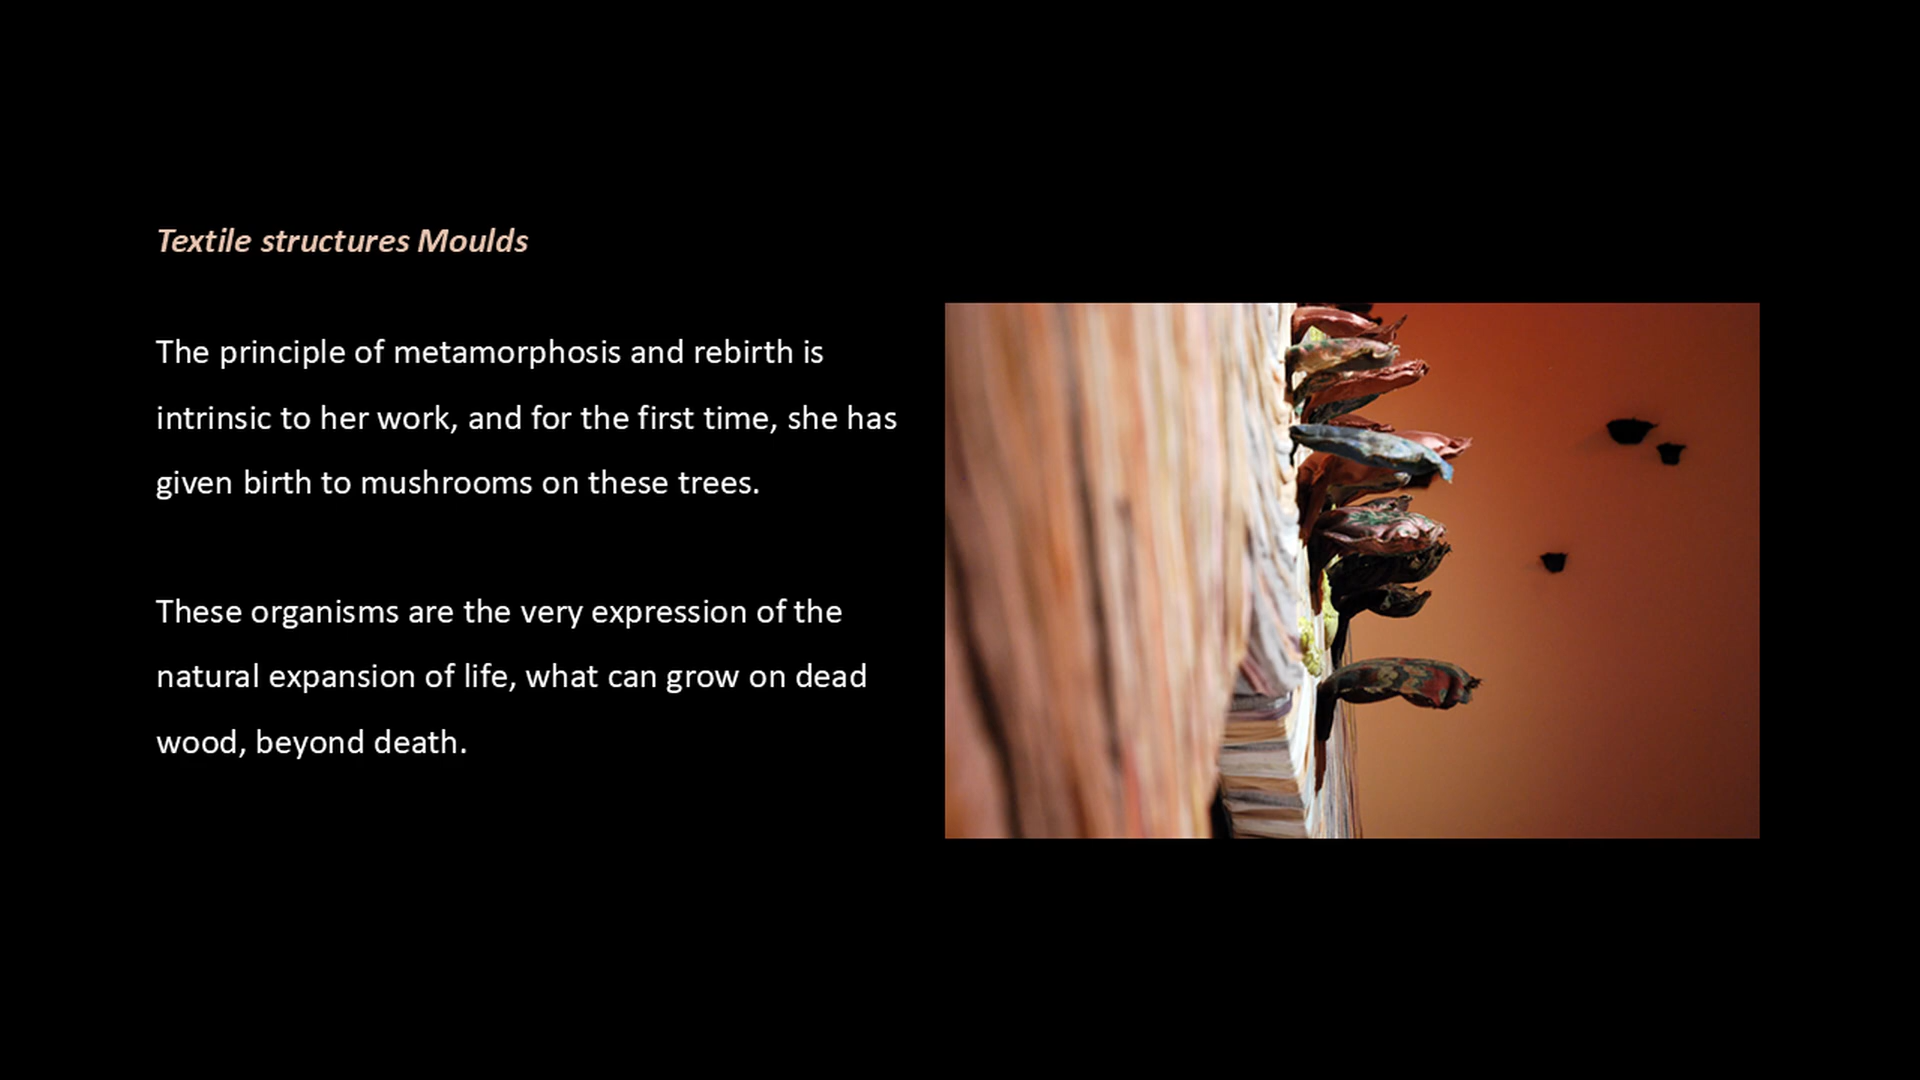 Textile structures Moulds
The principle of metamorphosis and rebirth is
intrinsic to her work, and for the first time, she has
given birth to mushrooms on these trees.
These organisms are the very expression of the
natural expansion of life, what can grow on dead
wood, beyond death.